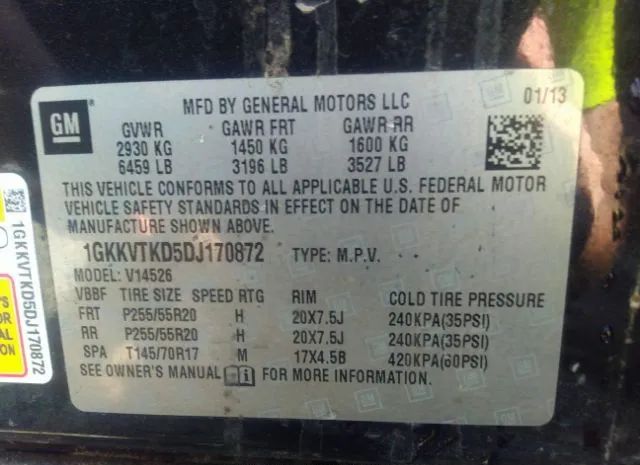 GM
MFD BY GENERAL MOTORS LLC 01/13
GVWR GAWR FRT GAWR RR
2930 KG 1450 KG 1600 KG
6459 LB 3196 LB 3527 LB
THIS VEHICLE CONFORMS TO ALL APPLICABLE U.S. FEDERAL MOTOR
VEHICLE SAFETY STANDARDS IN EFFECT ON THE DATE OF
MANUFACTURE SHOWN ABOVE.
1GKKVTKD5DJ170872 TYPE: M.P.V.
MODEL: V14526
VBBF TIRE SIZE SPEED RTG RIM COLD TIRE PRESSURE
FRT P255/55R20 H 20X7.5J 240KPA(35PSI)
RR P255/55R20 H 20X7.5J 240KPA(35PSI)
SPA T145/70R17 M 17X4.5B 420KPA(60PSI)
SEE OWNER'S MANUAL i FOR MORE INFORMATION.
1GKKVTKD5DJ170872